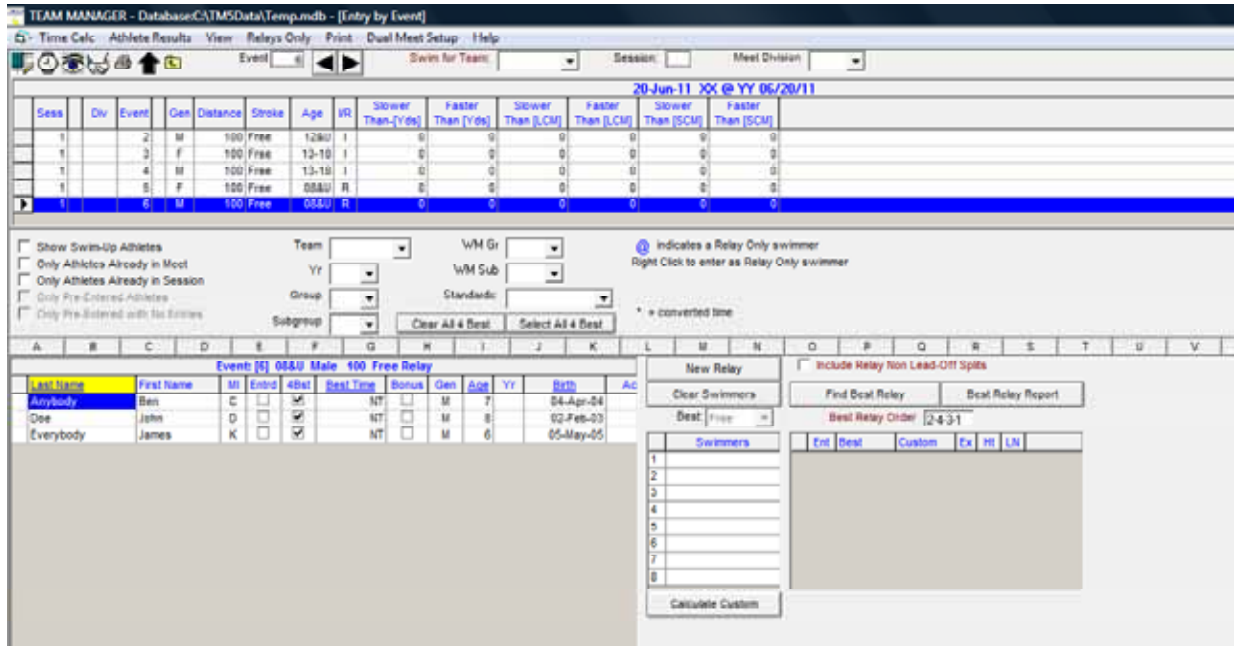 TEAM MANAGER - Database:C:\TM5Data\Temp.mdb - [Entry by Event]
Time Calc Athlete Results View Relays Only Print Dual Meet Setup Help
Event 6 Swim for Team: Session: Meet Division
20-Jun-11 XX @ YY 06/20/11
Sess Div Event Gen Distance Stroke Age I/R Slower Than-[Yds] Faster Than [Yds] Slower Than [LCM] Faster Than [LCM] Slower Than [SCM] Faster Than [SCM]
1 2 M 100 Free 12&U I 0 0 0 0 0 0
1 3 F 100 Free 13-18 I 0 0 0 0 0 0
1 4 M 100 Free 13-18 I 0 0 0 0 0 0
1 5 F 100 Free 08&U R 0 0 0 0 0 0
1 6 M 100 Free 08&U R 0 0 0 0 0 0
Show Swim-Up Athletes Team WM Gr @ indicates a Relay Only swimmer
Only Athletes Already in Meet Right Click to enter as Relay Only swimmer
Only Athletes Already in Session Yr WM Sub
Only Pre-Entered Athletes Group Standards:
Only Pre-Entered with No Entries * = converted time
Subgroup Clear All 4 Best Select All 4 Best
A B C D E F G H I J K L M N O P Q R S T U V
Event: [6] 08&U Male 100 Free Relay New Relay Include Relay Non Lead-Off Splits
Last Name First Name MI Entrd 4Bst Best Time Bonus Gen Age Yr Birth Ac
Anybody Ben C NT M 7 04-Apr-04
Doe John D NT M 8 02-Feb-03
Everybody James K NT M 6 05-May-05
Clear Swimmers Find Best Relay Best Relay Report
Best: Free Best Relay Order 2-4-3-1
Swimmers Ent Best Custom Ex Ht LN
1
2
3
4
5
6
7
8
Calculate Custom